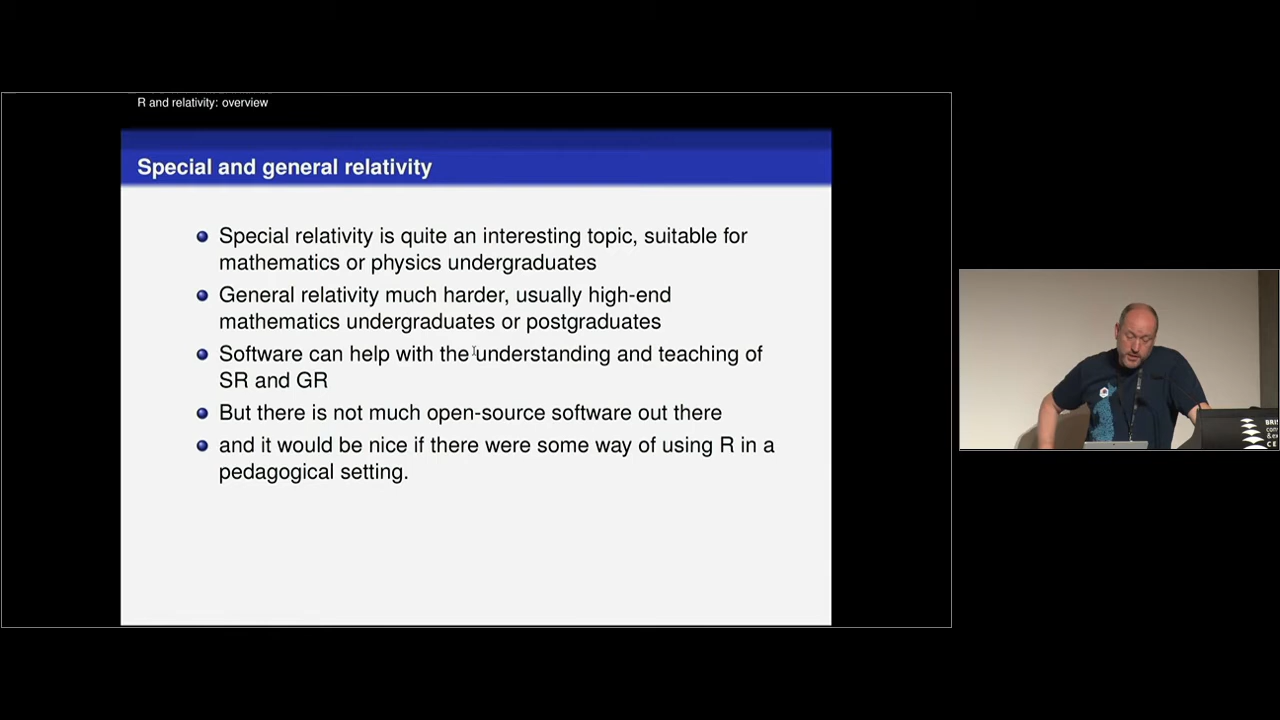 R and relativity: overview
Special and general relativity
Special relativity is quite an interesting topic, suitable for
mathematics or physics undergraduates
General relativity much harder, usually high-end
mathematics undergraduates or postgraduates
Software can help with the understanding and teaching of
SR and GR
But there is not much open-source software out there
and it would be nice if there were some way of using R in a
pedagogical setting.
BRIS